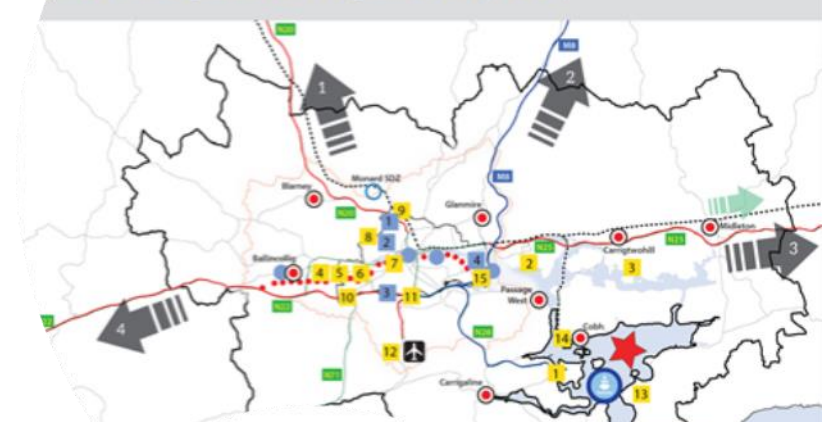 N20
M8
1
2
Monard SDZ
Blarney
M8
Glanmire
9
N20
1
8
2
Midleton
N25
Carrigtwohill
N25
3
Ballincollig
4
5
6
7
4
2
3
15
10
3
11
Passage
West
N22
4
N28
14
Cobh
12
1
N71
Carrigaline
13